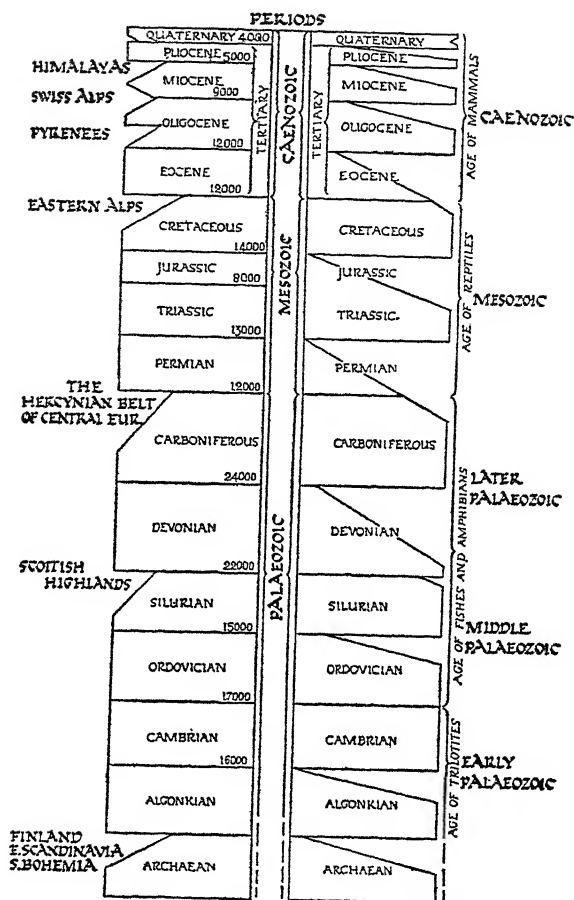 PERIODS
QUATERNARY 4000
PLIOCENE
5000
HIMALAYAS
MIOCENE
9000
SWISS ALPS
OLIGOCENE
PYRENEES
12000
EOCENE
12000
TERTIARY
EASTERN ALPS
CRETACEOUS
14000
JURASSIC
8000
TRIASSIC
13000
PERMIAN
12000
THE
HERCYNIAN BELT
OF CENTRAL EUR.
CARBONIFEROUS
24000
DEVONIAN
22000
SCOTTISH
HIGHLANDS
SILURIAN
15000
ORDOVICIAN
17000
CAMBRIAN
16000
ALGONKIAN
FINLAND
E.SCANDINAVIA
S.BOHEMIA
ARCHAEAN
CAENOZOIC
MESOZOIC
PALAEOZOIC
QUATERNARY
PLIOCENE
MIOCENE
OLIGOCENE
EOCENE
TERTIARY
CRETACEOUS
JURASSIC
TRIASSIC.
PERMIAN
CARBONIFEROUS
DEVONIAN
SILURIAN
ORDOVICIAN
CAMBRIAN
ALGONKIAN
ARCHAEAN
AGE OF MAMMALS
CAENOZOIC
AGE OF REPTILES
MESOZOIC
AGE OF FISHES AND AMPHIBIANS
LATER
PALAEOZOIC
MIDDLE
PALAEOZOIC
AGE OF TRILOTITES
EARLY
PALAEOZOIC